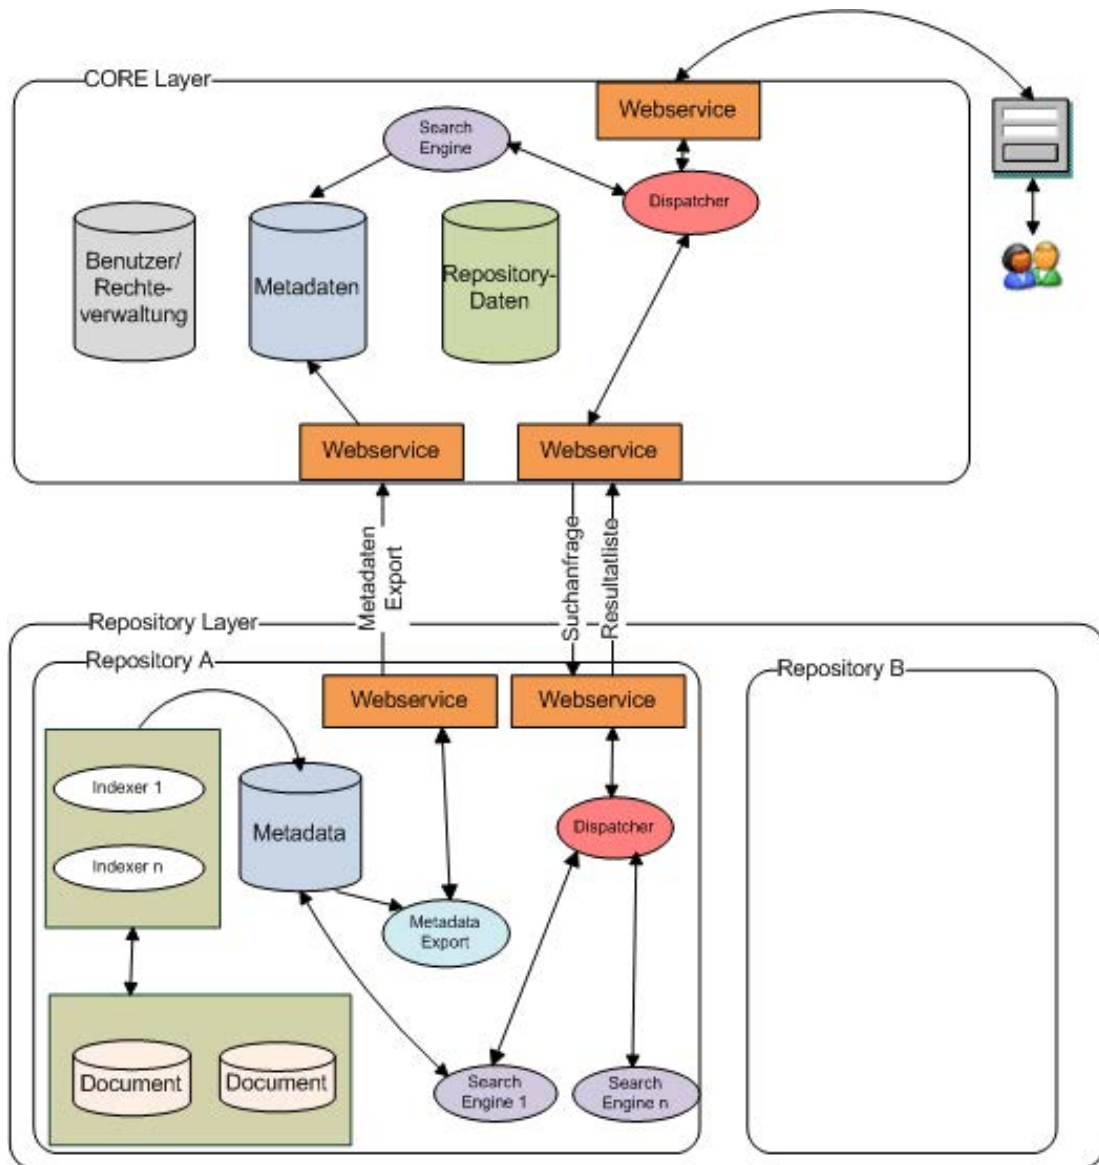 CORE Layer
Webservice
Search
Engine
Dispatcher
Benutzer/
Rechte-
verwaltung
Metadaten
Repository-
Daten
Webservice
Webservice
Metadaten
Export
Suchanfrage
Resultatliste
Repository Layer
Repository A
Repository B
Webservice
Webservice
Indexer 1
Indexer n
Metadata
Dispatcher
Metadata
Export
Document
Document
Search
Engine 1
Search
Engine n